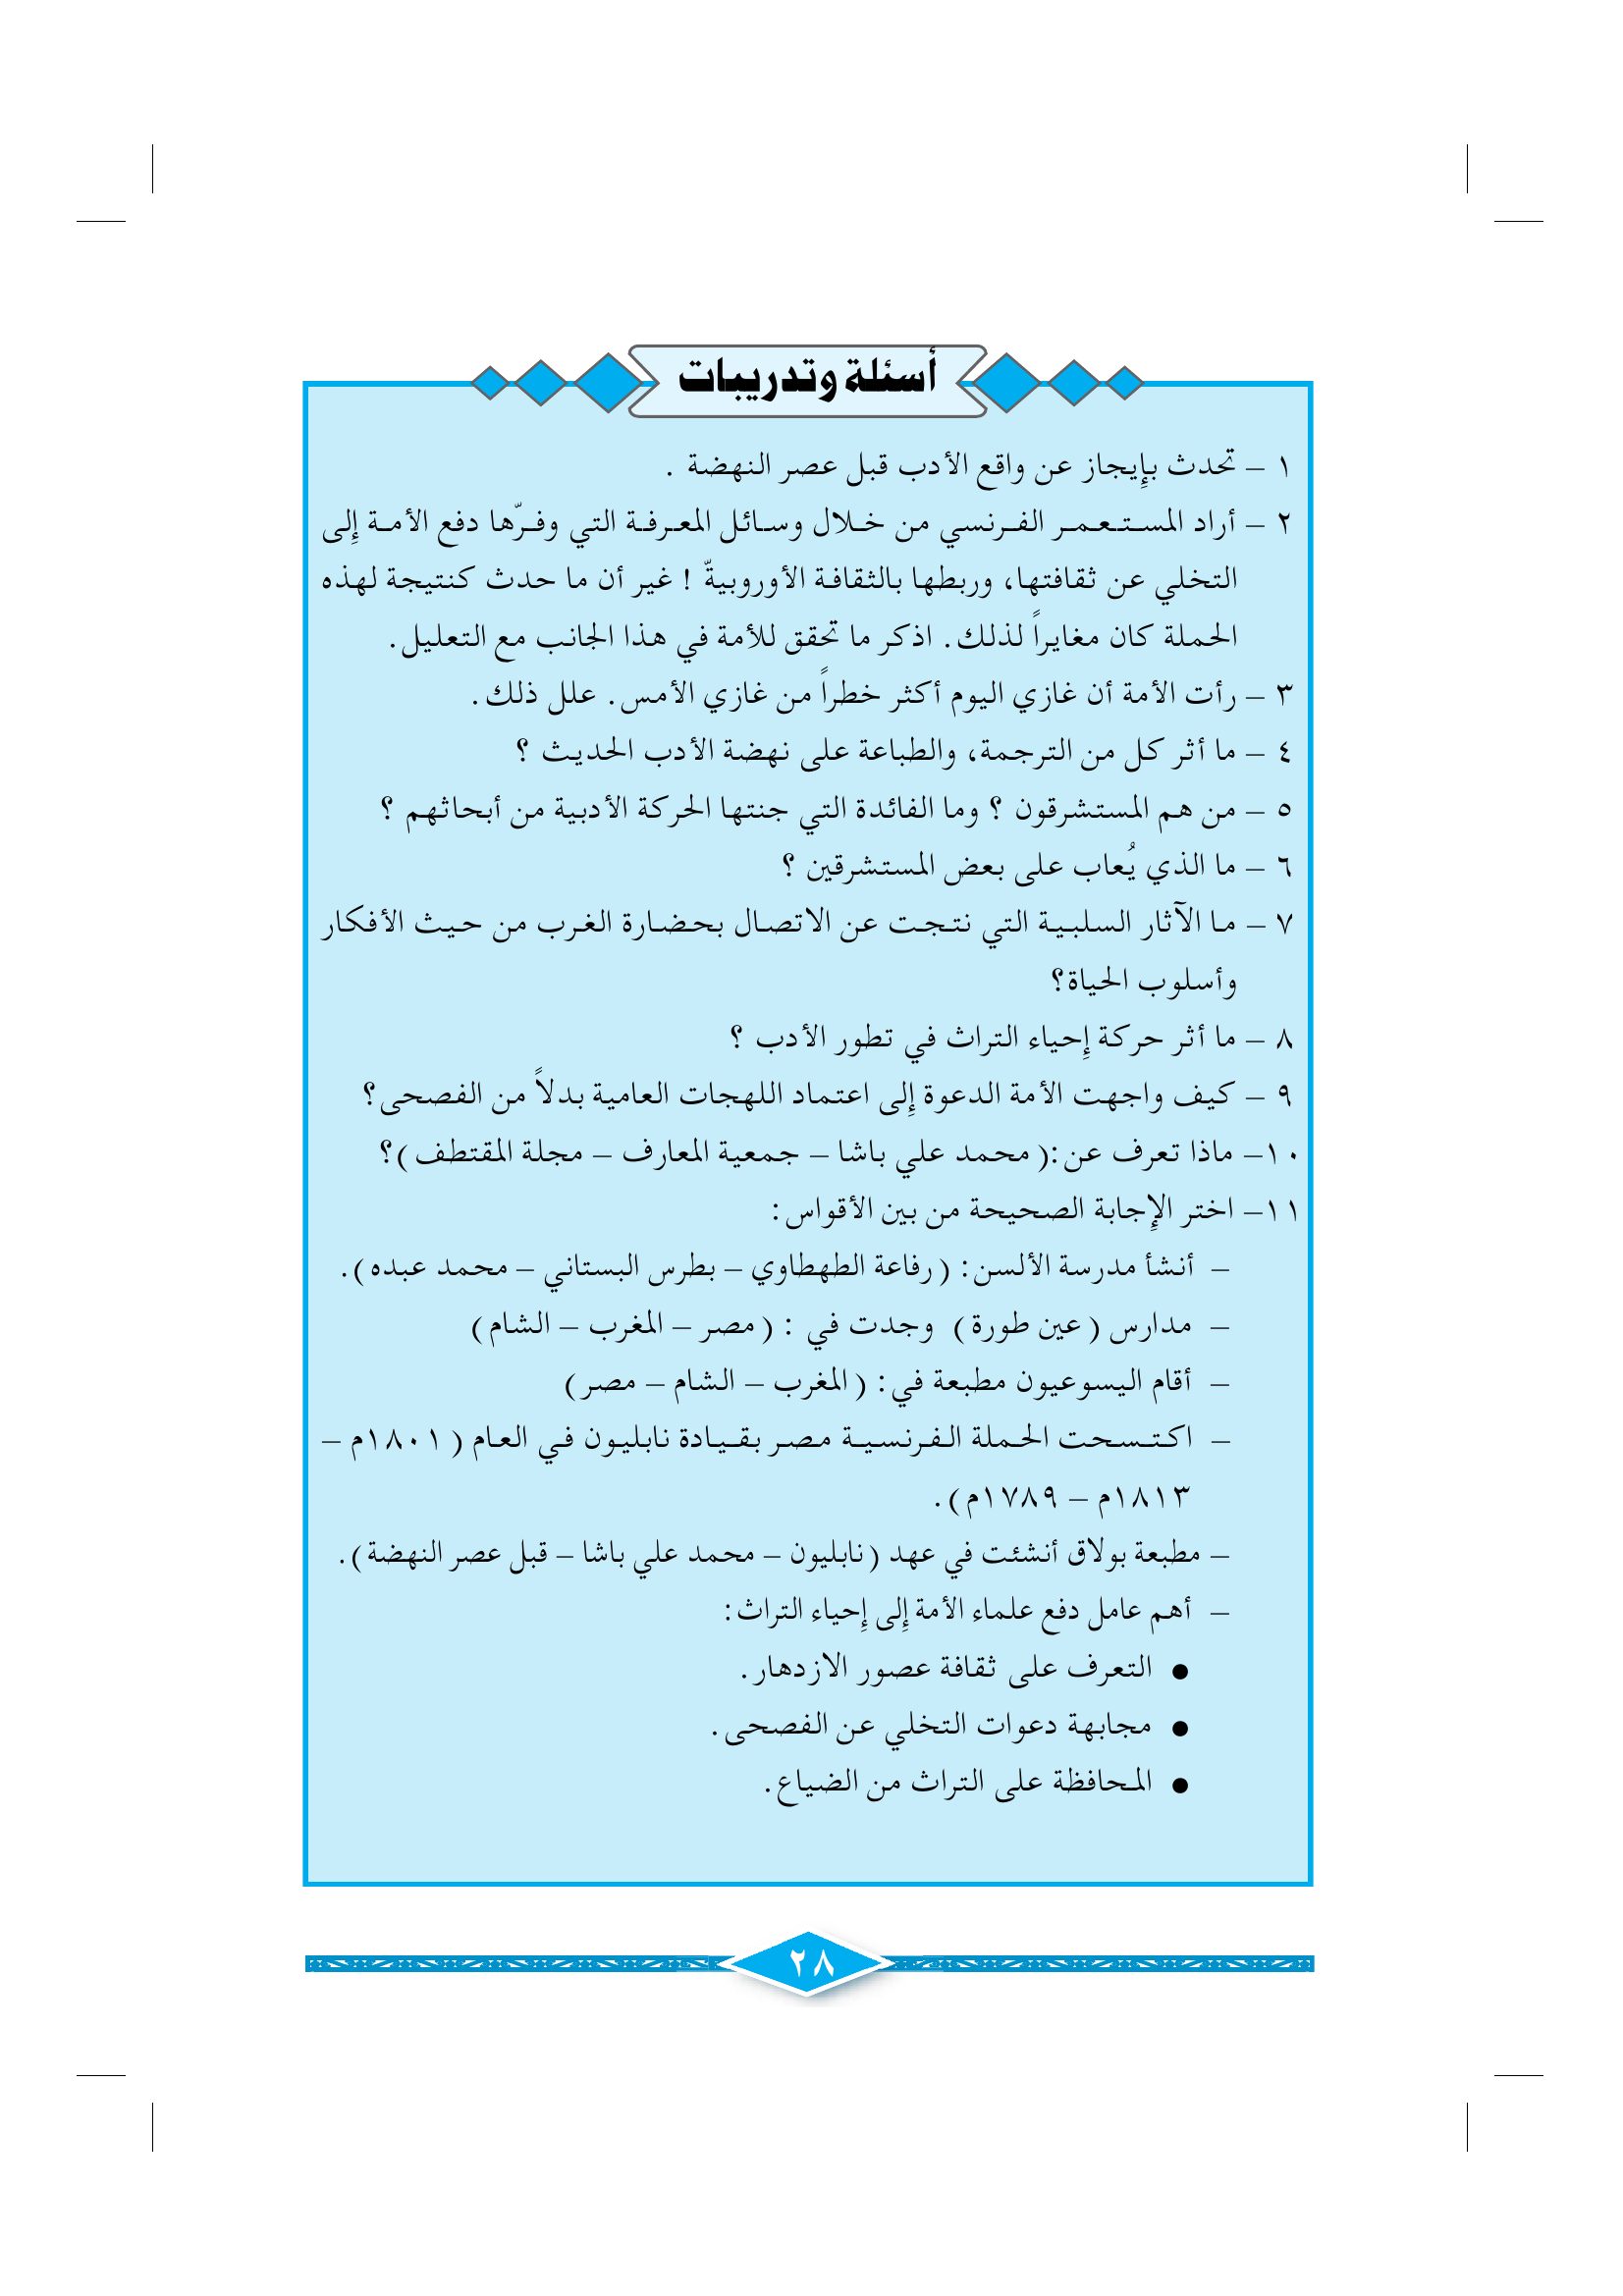 أسئلة وتدريبات
١ – تحدث بإِيجاز عن واقع الأدب قبل عصر النهضة .
٢ – أراد المستعمر الفرنسي من خلال وسائل المعرفة التي وفرّها دفع الأمة إِلى
التخلي عن ثقافتها، وربطها بالثقافة الأوروبيةّ ! غير أن ما حدث كنتيجة لهذه
الحملة كان مغايراً لذلك. اذكر ما تحقق للأمة في هذا الجانب مع التعليل.
٣ – رأت الأمة أن غازي اليوم أكثر خطراً من غازي الأمس. علل ذلك.
٤ – ما أثر كل من الترجمة، والطباعة على نهضة الأدب الحديث ؟
٥ – من هم المستشرقون ؟ وما الفائدة التي جنتها الحركة الأدبية من أبحاثهم ؟
٦ – ما الذي يُعاب على بعض المستشرقين ؟
٧ – ما الآثار السلبية التي نتجت عن الاتصال بحضارة الغرب من حيث الأفكار
وأسلوب الحياة؟
٨ – ما أثر حركة إِحياء التراث في تطور الأدب ؟
٩ – كيف واجهت الأمة الدعوة إِلى اعتماد اللهجات العامية بدلاً من الفصحى؟
١٠– ماذا تعرف عن:( محمد علي باشا – جمعية المعارف – مجلة المقتطف)؟
١١– اختر الإِجابة الصحيحة من بين الأقواس:
– أنشأ مدرسة الألسن: (رفاعة الطهطاوي – بطرس البستاني – محمد عبده).
– مدارس (عين طورة) وجدت في : (مصر – المغرب – الشام)
– أقام اليسوعيون مطبعة في: (المغرب – الشام – مصر)
– اكتسحت الحملة الفرنسية مصر بقيادة نابليون في العام (١٨٠١م –
١٨١٣م – ١٧٨٩م).
– مطبعة بولاق أنشئت في عهد (نابليون – محمد علي باشا – قبل عصر النهضة).
– أهم عامل دفع علماء الأمة إِلى إِحياء التراث:
● التعرف على ثقافة عصور الازدهار.
● مجابهة دعوات التخلي عن الفصحى.
● المحافظة على التراث من الضياع.
٢٨